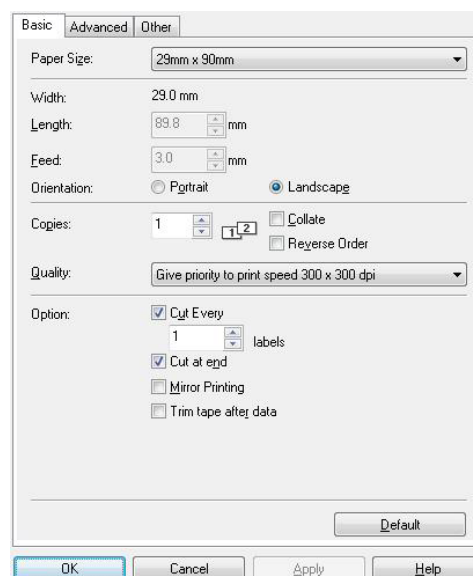 Basic Advanced Other
Paper Size: 29mm x 90mm
Width: 29.0 mm
Length: 89.8 mm
Feed: 3.0 mm
Orientation: Portrait Landscape
Copies: 1 1 2 Collate
Reverse Order
Quality: Give priority to print speed 300 x 300 dpi
Option: Cut Every
1 labels
Cut at end
Mirror Printing
Trim tape after data
Default
OK Cancel Apply Help